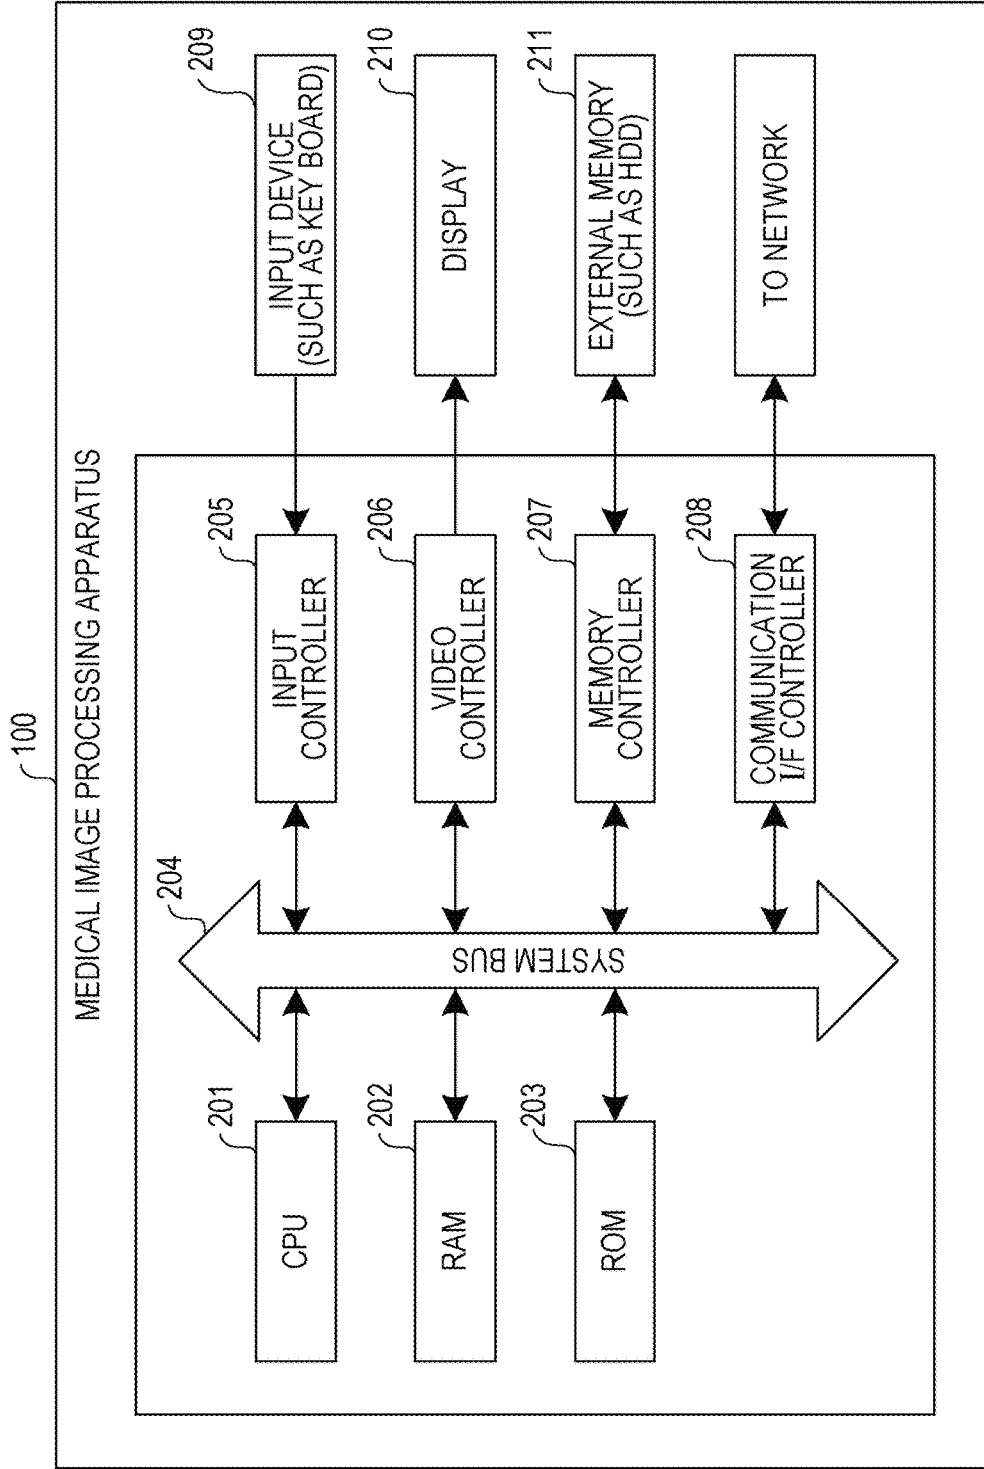 100
MEDICAL IMAGE PROCESSING APPARATUS
201
CPU
202
RAM
203
ROM
204
SYSTEM BUS
205
INPUT
CONTROLLER
206
VIDEO
CONTROLLER
207
MEMORY
CONTROLLER
208
COMMUNICATION
I/F CONTROLLER
209
INPUT DEVICE
(SUCH AS KEY BOARD)
210
DISPLAY
211
EXTERNAL MEMORY
(SUCH AS HDD)
TO NETWORK